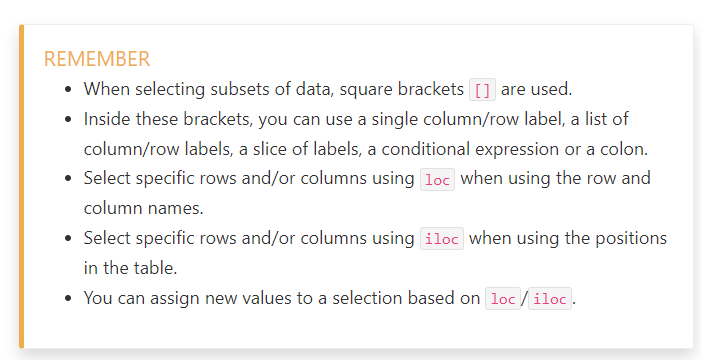 REMEMBER
• When selecting subsets of data, square brackets [] are used.
• Inside these brackets, you can use a single column/row label, a list of
column/row labels, a slice of labels, a conditional expression or a colon.
• Select specific rows and/or columns using loc when using the row and
column names.
• Select specific rows and/or columns using iloc when using the positions
in the table.
• You can assign new values to a selection based on loc/iloc.